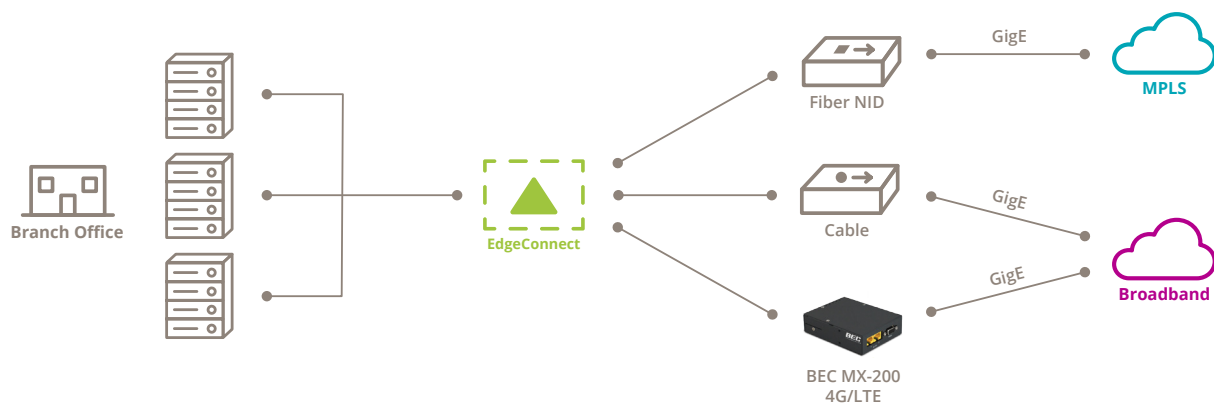 Branch Office
EdgeConnect
Fiber NID
GigE
MPLS
Cable
GigE
Broadband
GigE
BEC
BEC MX-200
4G/LTE